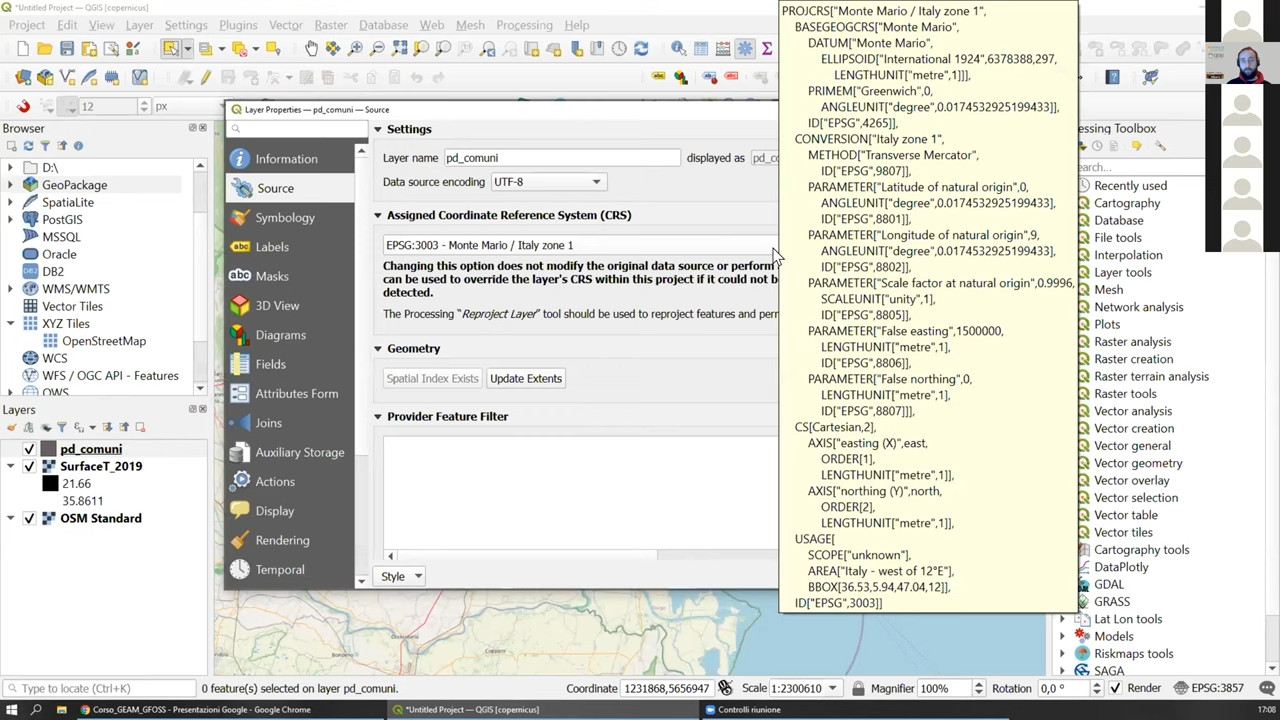 *Untitled Project — QGIS [copernicus]
Project Edit View Layer Settings Plugins Vector Raster Database Web Mesh Processing Help
12 px
Browser
D:\
GeoPackage
SpatiaLite
PostGIS
MSSQL
Oracle
DB2
WMS/WMTS
Vector Tiles
XYZ Tiles
OpenStreetMap
WCS
WFS / OGC API - Features
OWS
Layers
pd_comuni
SurfaceT_2019
21.66
35.8611
OSM Standard
Layer Properties — pd_comuni — Source
Information
Source
Symbology
Labels
Masks
3D View
Diagrams
Fields
Attributes Form
Joins
Auxiliary Storage
Actions
Display
Rendering
Temporal
Settings
Layer name pd_comuni displayed as
Data source encoding UTF-8
Assigned Coordinate Reference System (CRS)
EPSG:3003 - Monte Mario / Italy zone 1
Changing this option does not modify the original data source or perform
can be used to override the layer's CRS within this project if it could not be
detected.
The Processing "Reproject Layer" tool should be used to reproject features and
Geometry
Spatial Index Exists Update Extents
Provider Feature Filter
Style
PROJCRS["Monte Mario / Italy zone 1",
BASEGEOGCRS["Monte Mario",
DATUM["Monte Mario",
ELLIPSOID["International 1924",6378388,297,
LENGTHUNIT["metre",1]]],
PRIMEM["Greenwich",0,
ANGLEUNIT["degree",0.0174532925199433]],
ID["EPSG",4265]],
CONVERSION["Italy zone 1",
METHOD["Transverse Mercator",
ID["EPSG",9807]],
PARAMETER["Latitude of natural origin",0,
ANGLEUNIT["degree",0.0174532925199433],
ID["EPSG",8801]],
PARAMETER["Longitude of natural origin",9,
ANGLEUNIT["degree",0.0174532925199433],
ID["EPSG",8802]],
PARAMETER["Scale factor at natural origin",0.9996,
SCALEUNIT["unity",1],
ID["EPSG",8805]],
PARAMETER["False easting",1500000,
LENGTHUNIT["metre",1],
ID["EPSG",8806]],
PARAMETER["False northing",0,
LENGTHUNIT["metre",1],
ID["EPSG",8807]]],
CS[Cartesian,2],
AXIS["easting (X)",east,
ORDER[1],
LENGTHUNIT["metre",1]],
AXIS["northing (Y)",north,
ORDER[2],
LENGTHUNIT["metre",1]],
USAGE[
SCOPE["unknown"],
AREA["Italy - west of 12°E"],
BBOX[36.53,5.94,47.04,12]],
ID["EPSG",3003]]
Toolbox
Recently used
Cartography
Database
File tools
Interpolation
Layer tools
Mesh
Network analysis
Plots
Raster analysis
Raster creation
Raster terrain analysis
Raster tools
Vector analysis
Vector creation
Vector general
Vector geometry
Vector overlay
Vector selection
Vector table
Vector tiles
Cartography tools
DataPlotly
GDAL
GRASS
Lat Lon tools
Models
Riskmaps tools
SAGA
Type to locate (Ctrl+K) 0 feature(s) selected on layer pd_comuni. Coordinate 1231868,5656947 Scale 1:2300610 Magnifier 100% Rotation 0,0 ° Render EPSG:3857
Corso_GEAM_GFOSS - Presentazioni Google - Google Chrome *Untitled Project — QGIS [copernicus] Controlli riunione 17:08